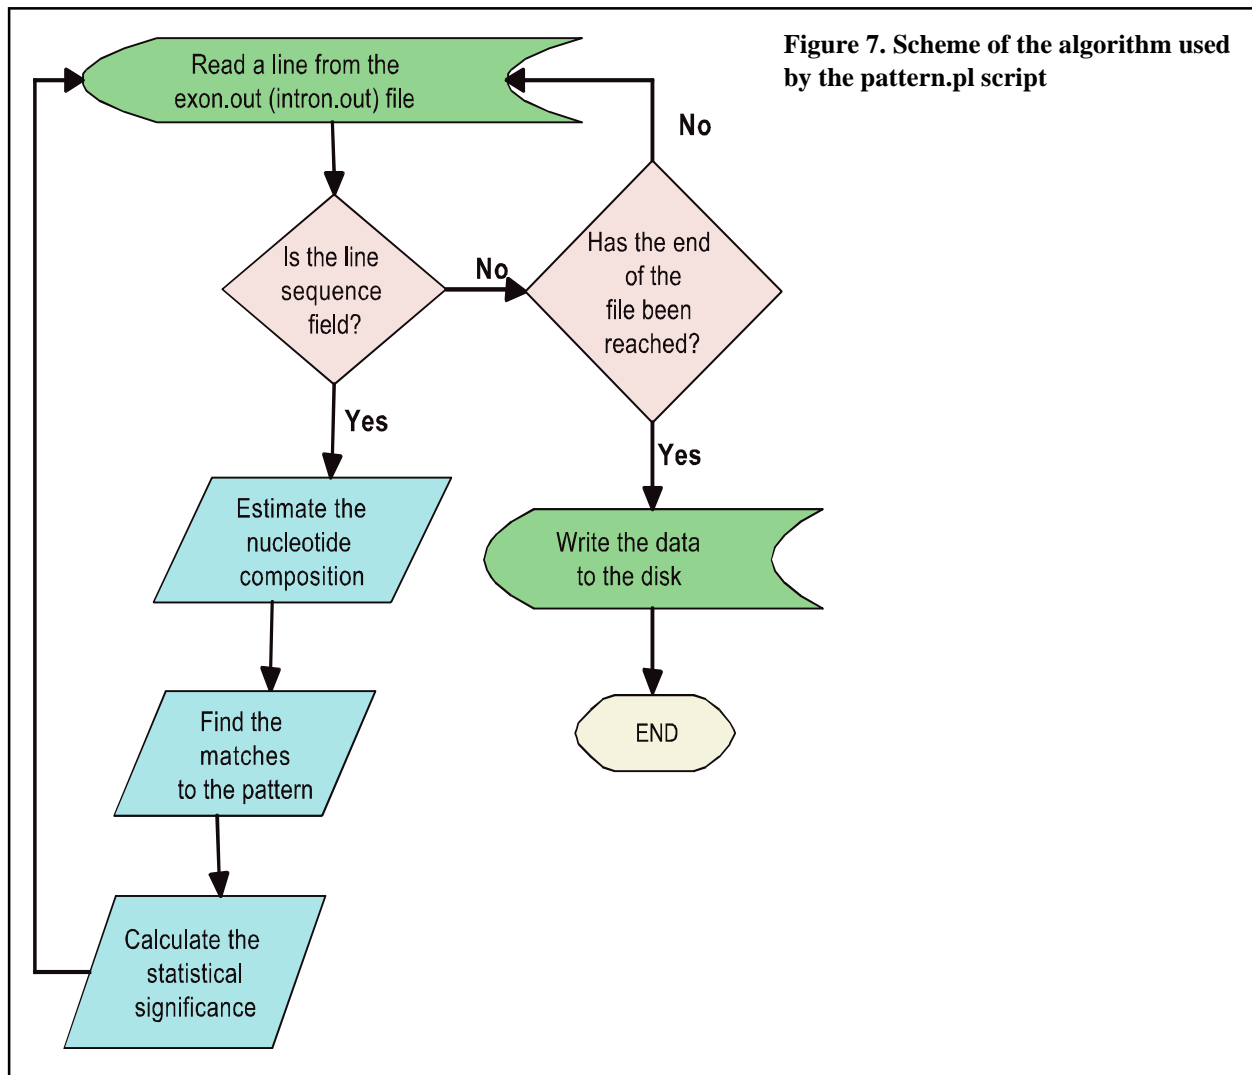 Figure 7. Scheme of the algorithm used
by the pattern.pl script
Read a line from the
exon.out (intron.out) file
No
Is the line
sequence
field?
No
Has the end
of the
file been
reached?
Yes
Yes
Estimate the
nucleotide
composition
Write the data
to the disk
Find the
matches
to the pattern
END
Calculate the
statistical
significance